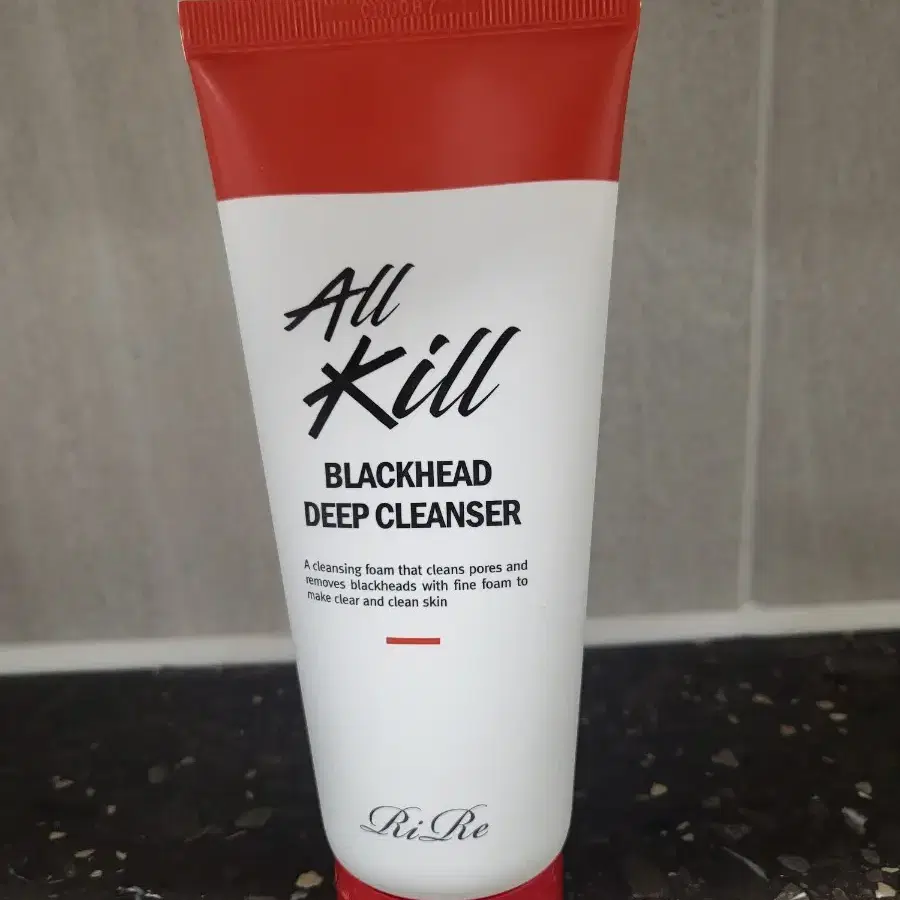 All
Kill
BLACKHEAD
DEEP CLEANSER
A cleansing foam that cleans pores and
removes blackheads with fine foam to
make clear and clean skin
RiRe